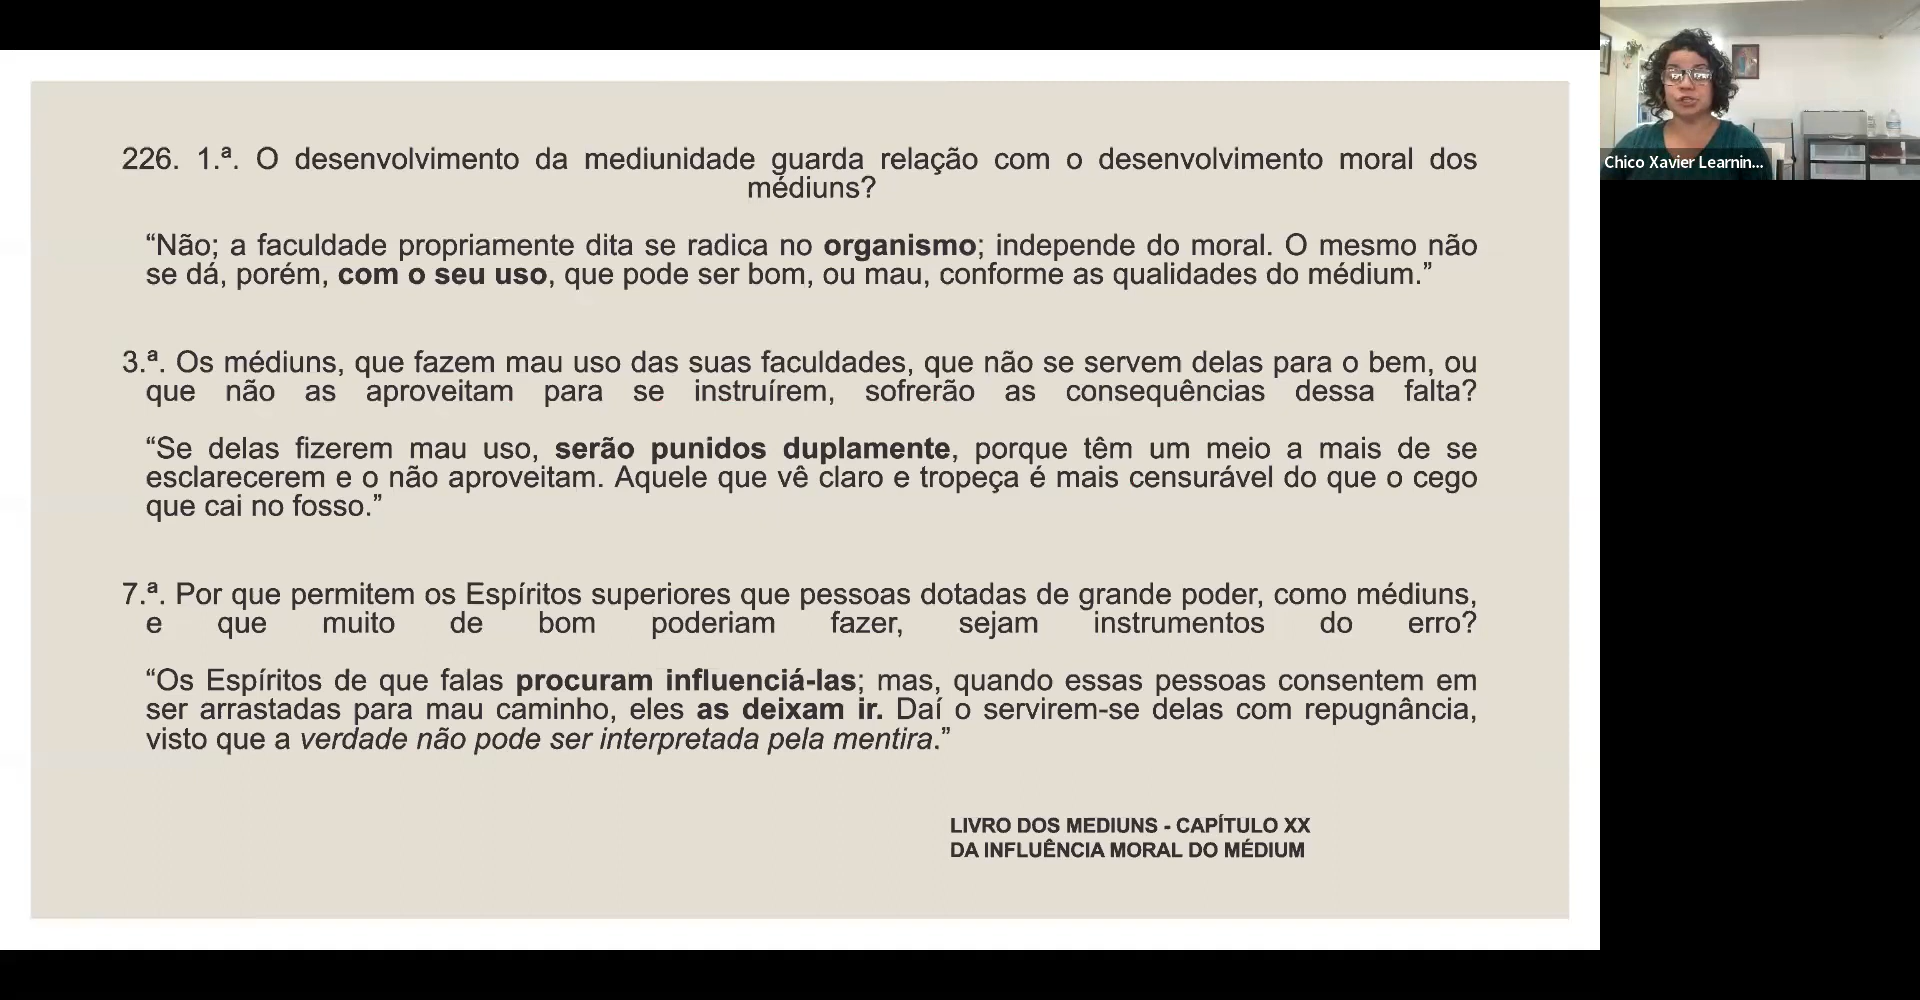 226. 1.ª. O desenvolvimento da mediunidade guarda relação com o desenvolvimento moral dos
médiuns?
“Não; a faculdade propriamente dita se radica no organismo; independe do moral. O mesmo não
se dá, porém, com o seu uso, que pode ser bom, ou mau, conforme as qualidades do médium.”
3.ª. Os médiuns, que fazem mau uso das suas faculdades, que não se servem delas para o bem, ou
que não as aproveitam para se instruírem, sofrerão as consequências dessa falta?
“Se delas fizerem mau uso, serão punidos duplamente, porque têm um meio a mais de se
esclarecerem e o não aproveitam. Aquele que vê claro e tropeça é mais censurável do que o cego
que cai no fosso.”
7.ª. Por que permitem os Espíritos superiores que pessoas dotadas de grande poder, como médiuns,
e que muito de bom poderiam fazer, sejam instrumentos do erro?
“Os Espíritos de que falas procuram influenciá-las; mas, quando essas pessoas consentem em
ser arrastadas para mau caminho, eles as deixam ir. Daí o servirem-se delas com repugnância,
visto que a verdade não pode ser interpretada pela mentira.”
LIVRO DOS MEDIUNS - CAPÍTULO XX
DA INFLUÊNCIA MORAL DO MÉDIUM
Chico Xavier Learnin...